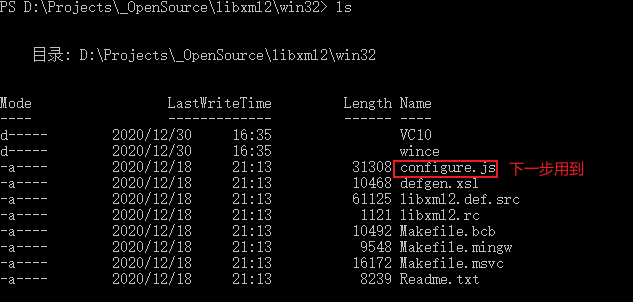 PS D:\Projects\_OpenSource\libxml2\win32> ls
目录: D:\Projects\_OpenSource\libxml2\win32
Mode LastWriteTime Length Name
---- ------------- ------ ----
d----- 2020/12/30 16:35 VC10
d----- 2020/12/30 16:35 wince
-a---- 2020/12/18 21:13 31308 configure.js 下一步用到
-a---- 2020/12/18 21:13 10468 defgen.xsl
-a---- 2020/12/18 21:13 61125 libxml2.def.src
-a---- 2020/12/18 21:13 1121 libxml2.rc
-a---- 2020/12/18 21:13 10492 Makefile.bcb
-a---- 2020/12/18 21:13 9548 Makefile.mingw
-a---- 2020/12/18 21:13 16172 Makefile.msvc
-a---- 2020/12/18 21:13 8239 Readme.txt